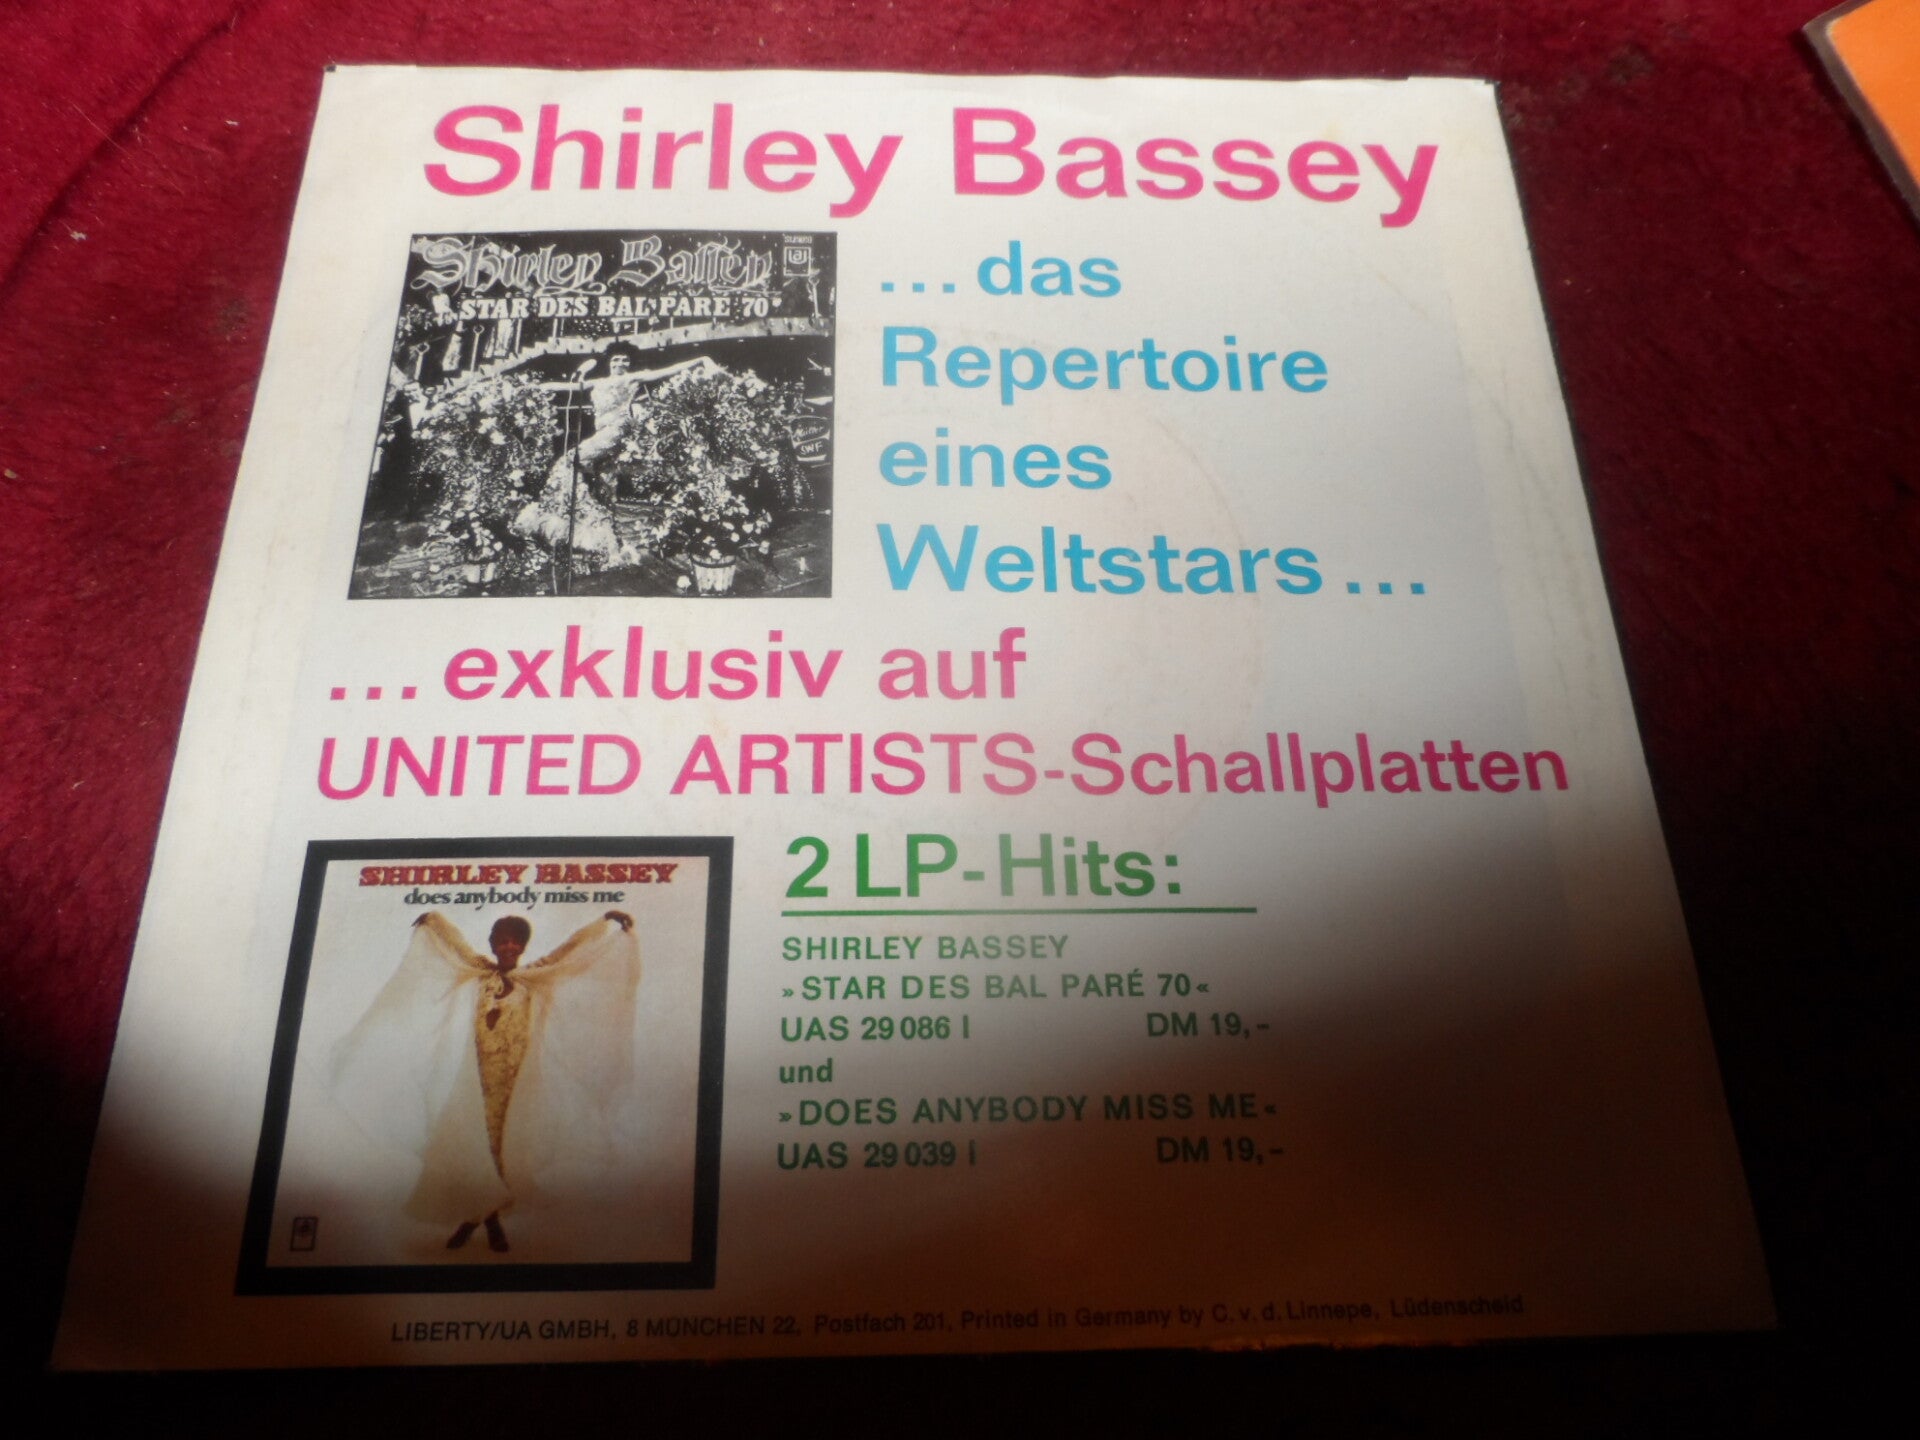 Shirley Bassey
Shirley Bassey
STEREO
STAR DES BAL PARÉ 70
SWF
...das
Repertoire
eines
Weltstars...
...exklusiv auf
UNITED ARTISTS-Schallplatten
SHIRLEY BASSEY
does anybody miss me
2 LP-Hits:
SHIRLEY BASSEY
»STAR DES BAL PARÉ 70«
UAS 29 086 I DM 19,-
und
»DOES ANYBODY MISS ME«
UAS 29 039 I DM 19,-
LIBERTY/UA GMBH, 8 MÜNCHEN 22, Postfach 201, Printed in Germany by C. v. d. Linnepe, Lüdenscheid